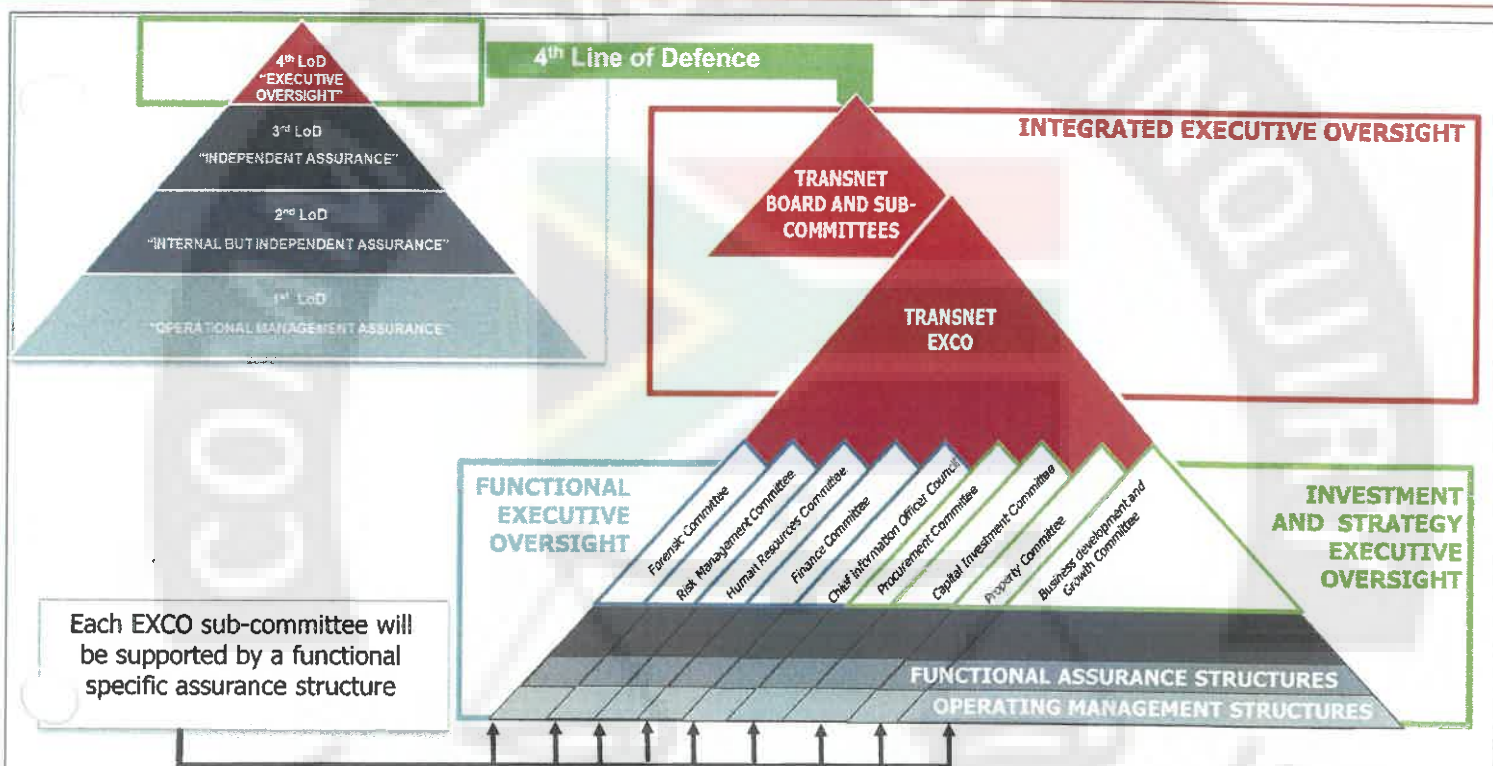 4th LoD
"EXECUTIVE
OVERSIGHT"
3rd LoD
"INDEPENDENT ASSURANCE"
2nd LoD
"INTERNAL BUT INDEPENDENT ASSURANCE"
1st LoD
"OPERATIONAL MANAGEMENT ASSURANCE"
4th Line of Defence
INTEGRATED EXECUTIVE OVERSIGHT
TRANSNET
BOARD AND SUB-
COMMITTEES
TRANSNET
EXCO
FUNCTIONAL
EXECUTIVE
OVERSIGHT
Forensic Committee
Risk Management Committee
Human Resources Committee
Finance Committee
Chief Information Officer Council
Procurement Committee
Capital Investment Committee
Property Committee
Business development and
Growth Committee
INVESTMENT
AND STRATEGY
EXECUTIVE
OVERSIGHT
Each EXCO sub-committee will
be supported by a functional
specific assurance structure
FUNCTIONAL ASSURANCE STRUCTURES
OPERATING MANAGEMENT STRUCTURES